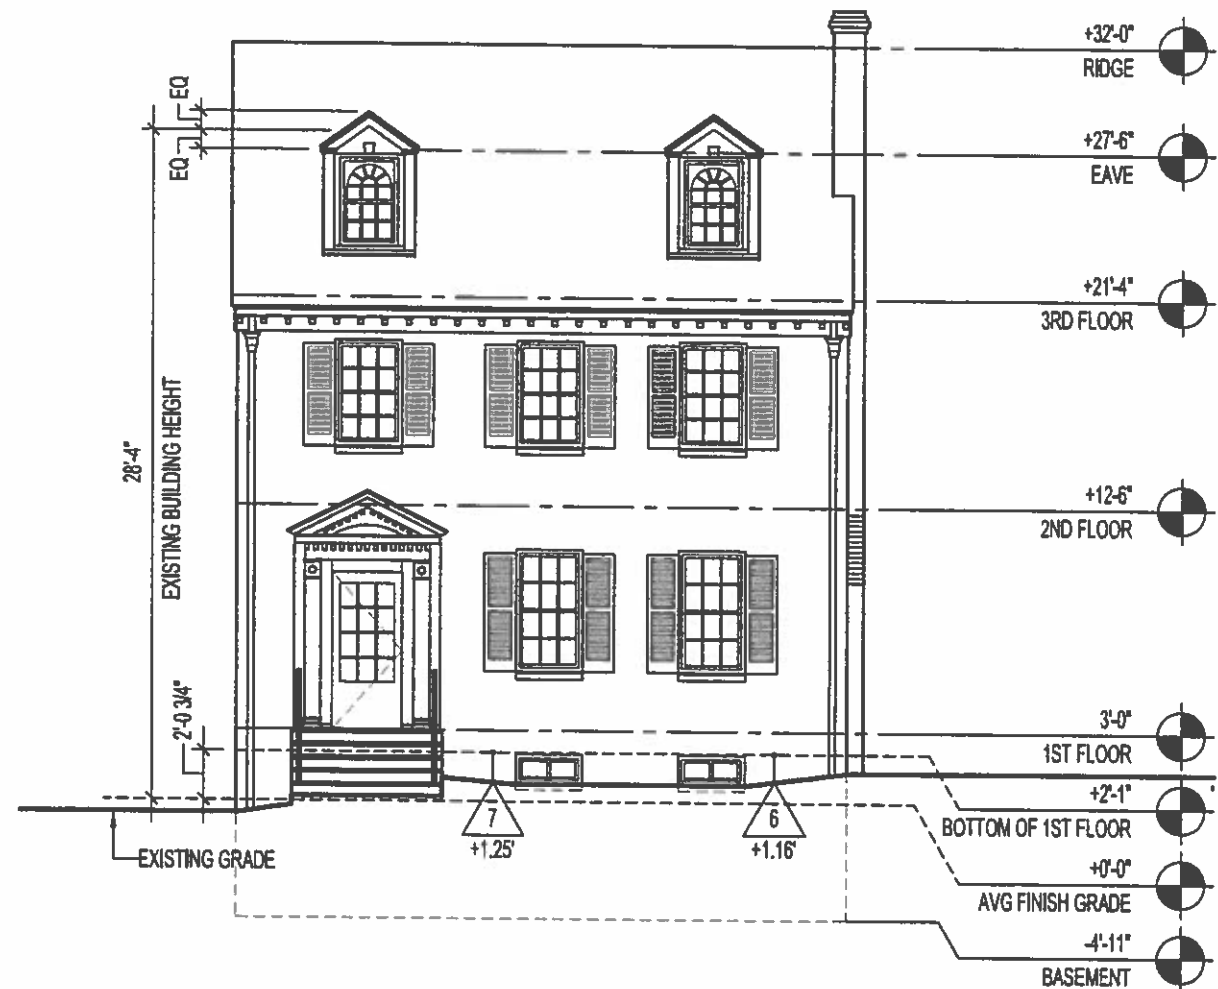 +32'-0"
RIDGE
EQ
EQ
+27'-6"
EAVE
+21'-4"
3RD FLOOR
28'-4"
EXISTING BUILDING HEIGHT
+12-6"
2ND FLOOR
2'-0 3/4"
3'-0"
1ST FLOOR
+2'-1"
BOTTOM OF 1ST FLOOR
7
+1.25'
6
+1.16'
EXISTING GRADE
+0'-0"
AVG FINISH GRADE
-4'-11"
BASEMENT